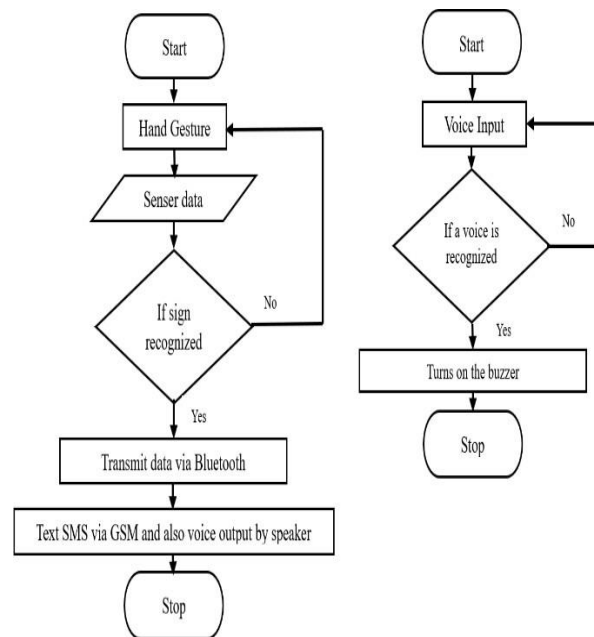 Start
Hand Gesture
Senser data
If sign
recognized
No
Yes
Transmit data via Bluetooth
Text SMS via GSM and also voice output by speaker
Stop
Start
Voice Input
If a voice is
recognized
No
Yes
Turns on the buzzer
Stop